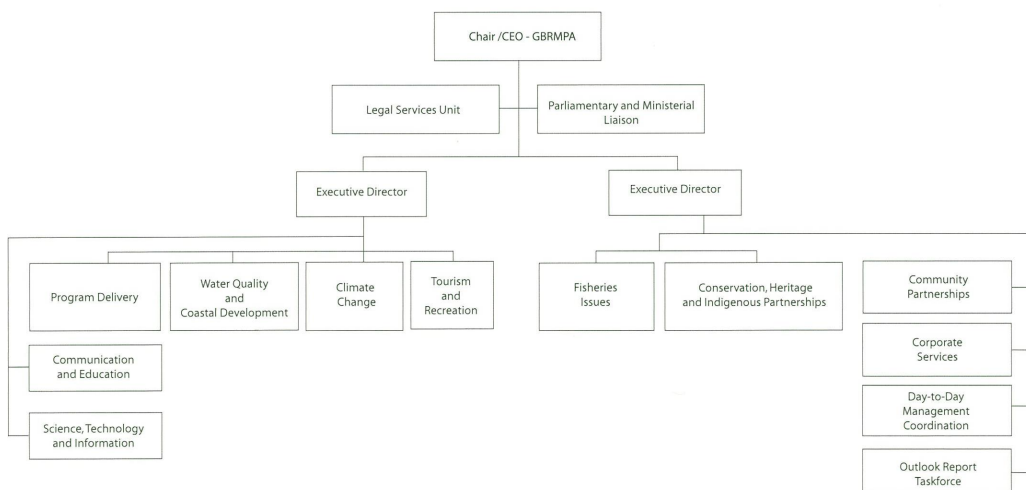 Chair /CEO - GBRMPA
Legal Services Unit
Parliamentary and Ministerial
Liaison
Executive Director
Executive Director
Program Delivery
Water Quality
and
Coastal Development
Climate
Change
Tourism
and
Recreation
Fisheries
Issues
Conservation, Heritage
and Indigenous Partnerships
Community
Partnerships
Communication
and Education
Corporate
Services
Science, Technology
and Information
Day-to-Day
Management
Coordination
Outlook Report
Taskforce